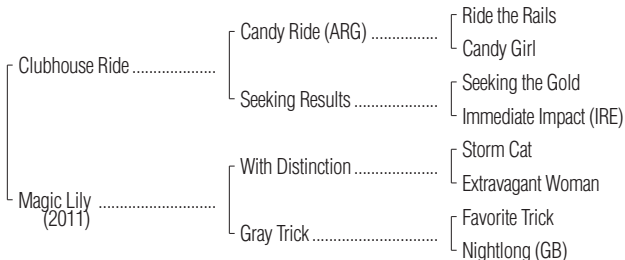 Ride the Rails
Candy Ride (ARG) ..................
Candy Girl
Clubhouse Ride ......................
Seeking the Gold
Seeking Results ......................
Immediate Impact (IRE)
Storm Cat
With Distinction ......................
Extravagant Woman
Magic Lily ..............................
(2011)
Favorite Trick
Gray Trick ................................
Nightlong (GB)